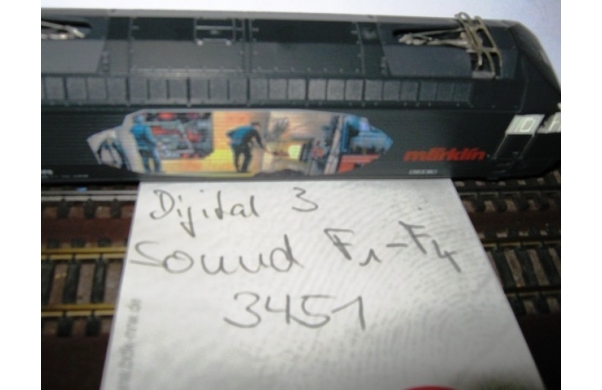 märklin
Digital 3
Sound F1-F4
3451